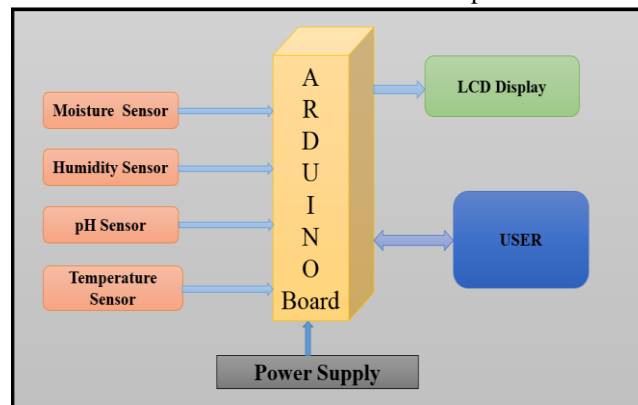 Moisture Sensor
Humidity Sensor
pH Sensor
Temperature
Sensor
A
R
D
U
I
N
O
Board
LCD Display
USER
Power Supply